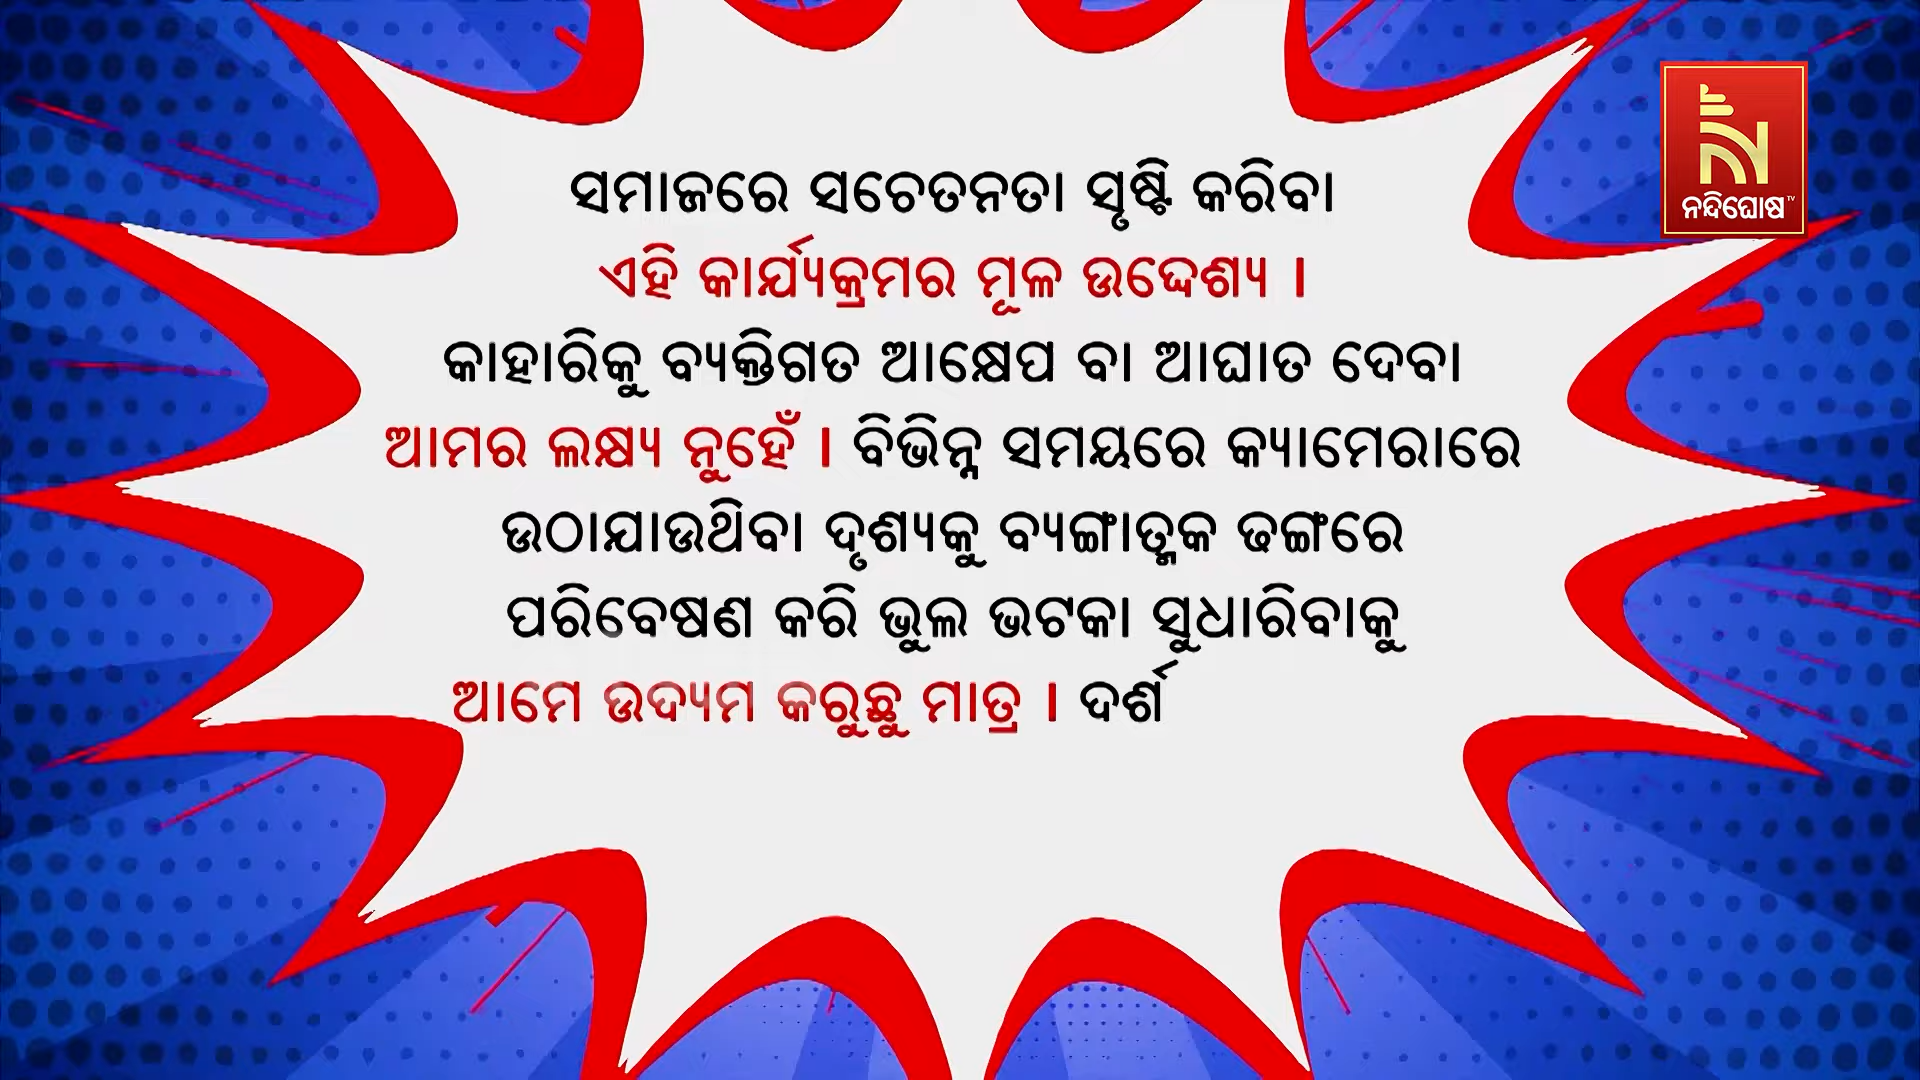 ସମାଜରେ ସଚେତନତା ସୃଷ୍ଟି କରିବା
ଏହି କାର୍ଯ୍ୟକ୍ରମର ମୂଳ ଉଦ୍ଦେଶ୍ୟ ।
କାହାରିକୁ ବ୍ୟକ୍ତିଗତ ଆକ୍ଷେପ ବା ଆଘାତ ଦେବା
ଆମର ଲକ୍ଷ୍ୟ ନୁହେଁ । ବିଭିନ୍ନ ସମୟରେ କ୍ୟାମେରାରେ
ଉଠାଯାଉଥିବା ଦୃଶ୍ୟକୁ ବ୍ୟଙ୍ଗାତ୍ମକ ଢଙ୍ଗରେ
ପରିବେଷଣ କରି ଭୁଲ ଭଟକା ସୁଧାରିବାକୁ
ଆମେ ଉଦ୍ୟମ କରୁଛୁ ମାତ୍ର । ଦର୍ଶ
ନନ୍ଦିଘୋଷ TV